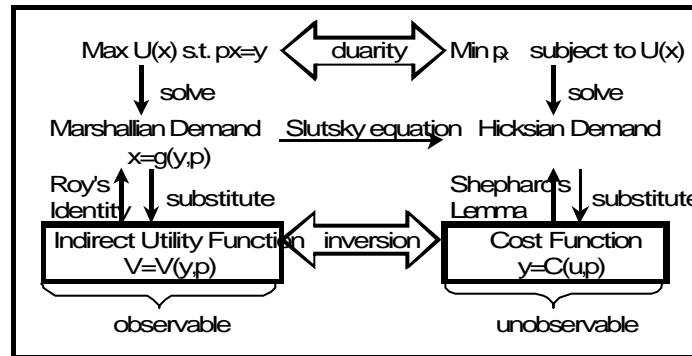 Max U(x) s.t. px=y duarity Min px subject to U(x)
solve solve
Marshallian Demand Slutsky equation Hicksian Demand
x=g(y,p)
Roy's Identity substitute Shephard's Lemma substitute
Indirect Utility Function inversion Cost Function
V=V(y,p) y=C(u,p)
observable unobservable